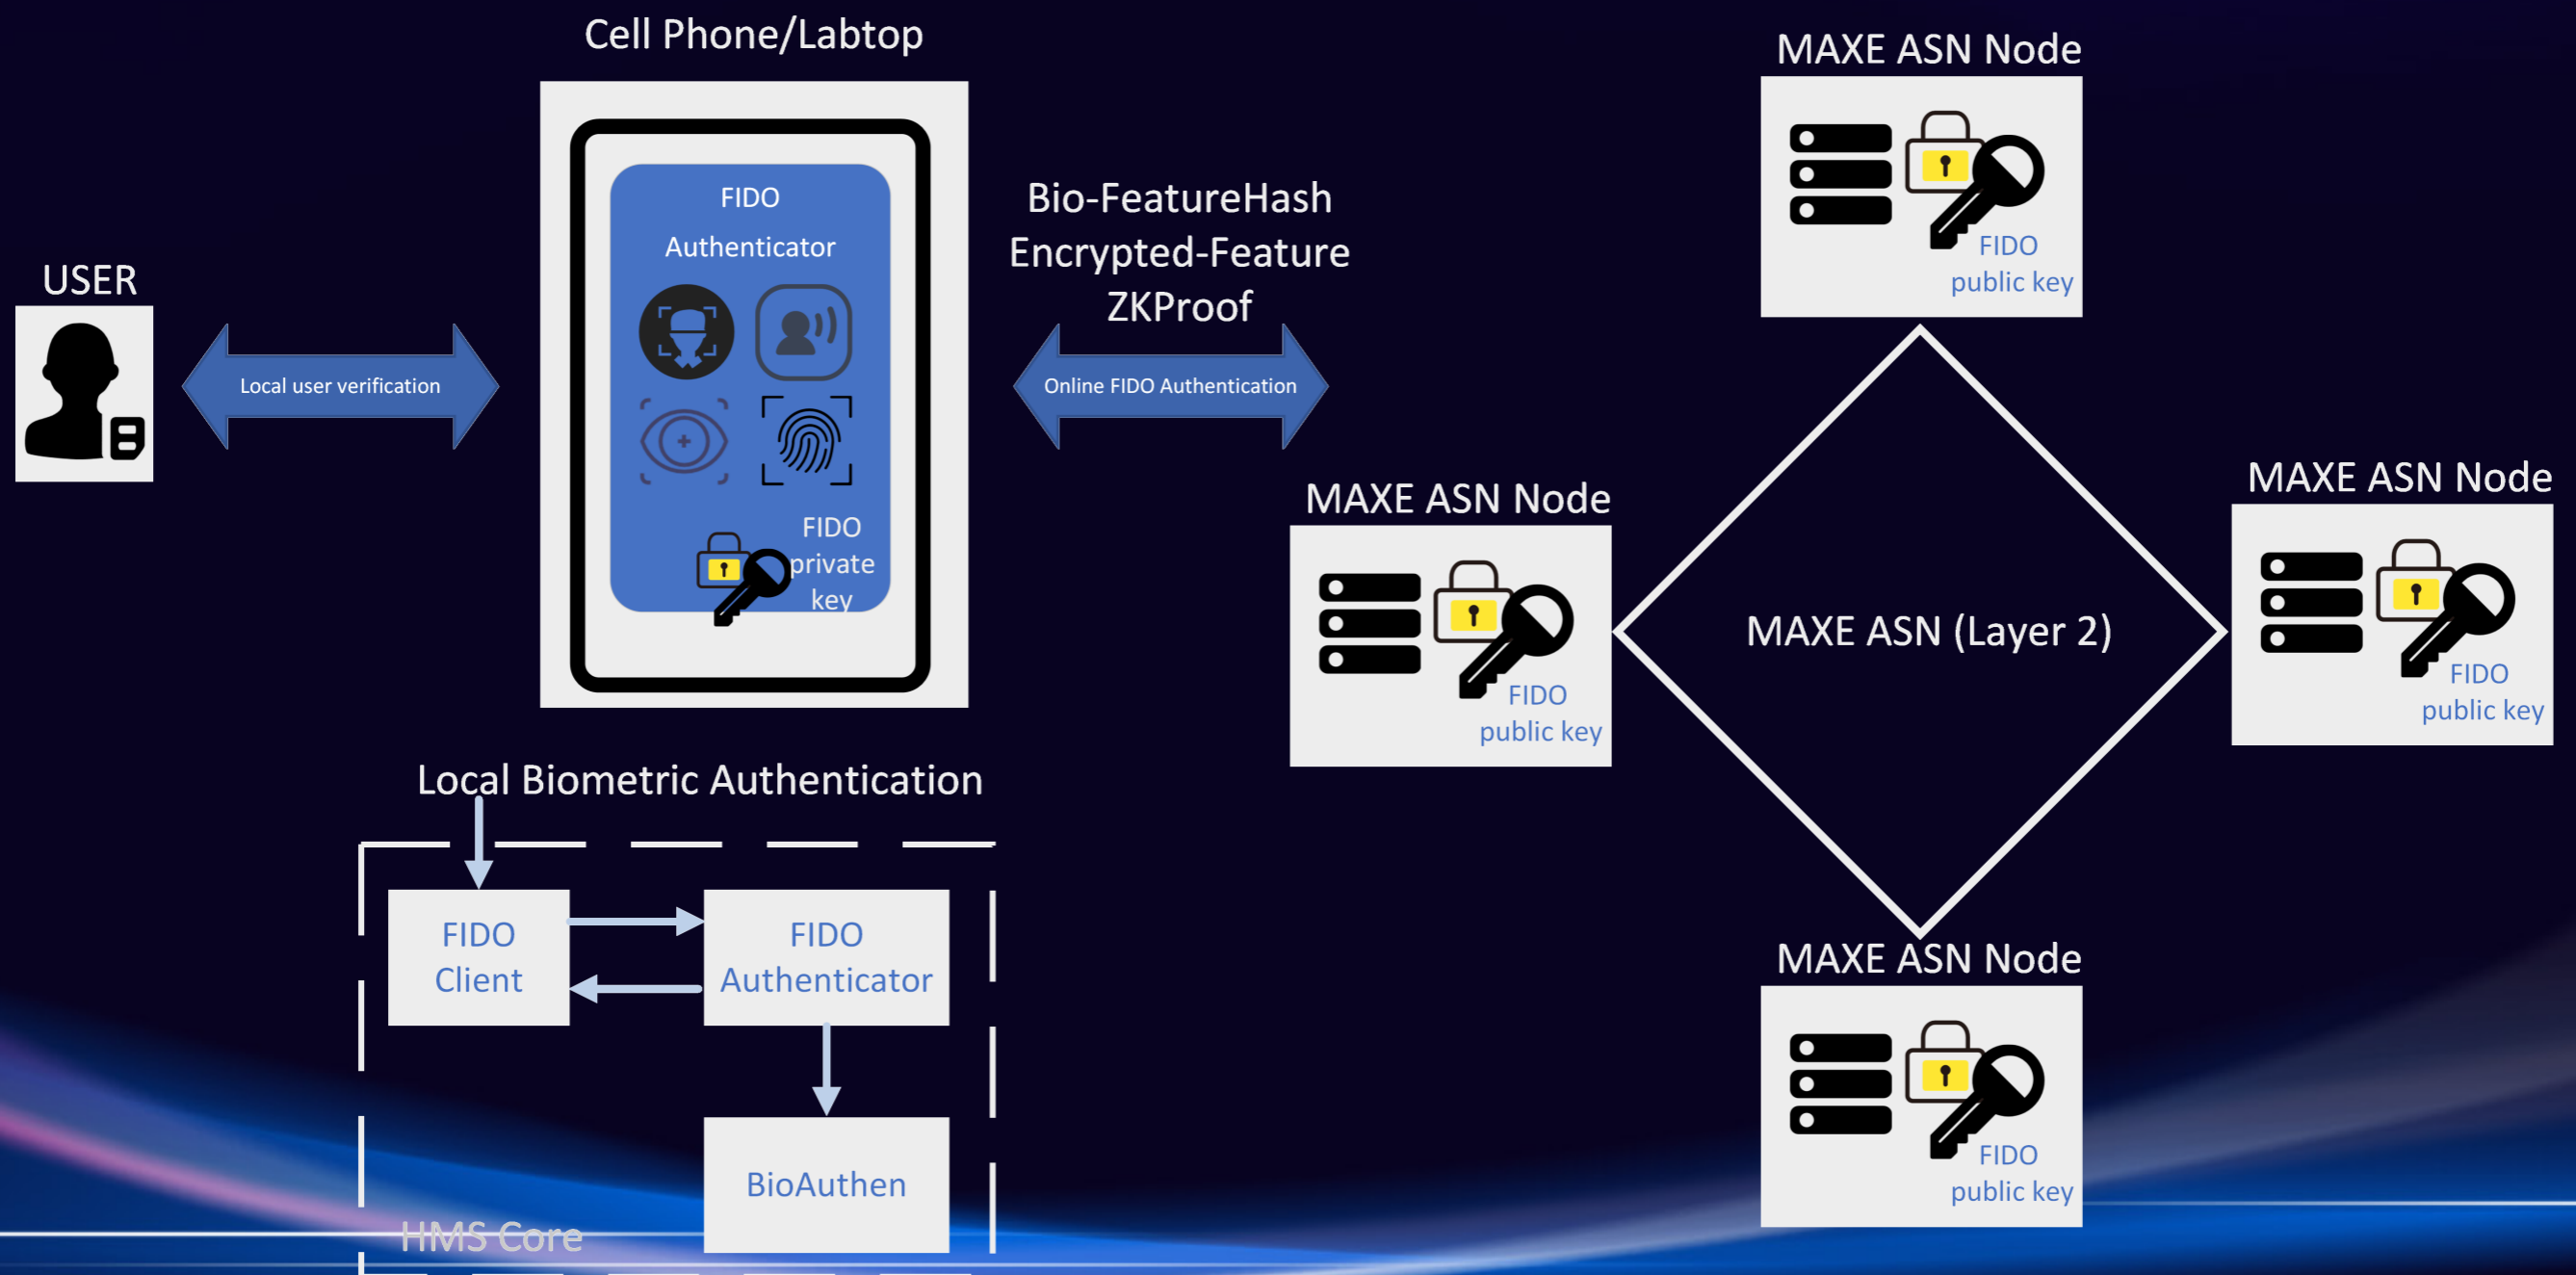 Cell Phone/Labtop
FIDO
Authenticator
FIDO
private
key
USER
Local user verification
Bio-FeatureHash
Encrypted-Feature
ZKProof
Online FIDO Authentication
MAXE ASN Node
FIDO
public key
MAXE ASN Node
FIDO
public key
MAXE ASN (Layer 2)
MAXE ASN Node
FIDO
public key
MAXE ASN Node
FIDO
public key
Local Biometric Authentication
FIDO
Client
FIDO
Authenticator
BioAuthen
HMS Core